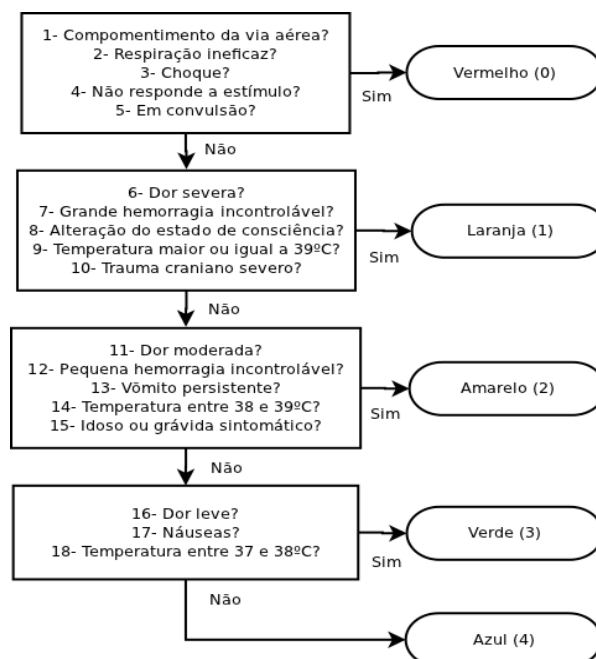 1- Compomentimento da via aérea?
2- Respiração ineficaz?
3- Choque?
4- Não responde a estímulo?
5- Em convulsão?
Vermelho (0)
Sim
Não
6- Dor severa?
7- Grande hemorragia incontrolável?
8- Alteração do estado de consciência?
9- Temperatura maior ou igual a 39ºC?
10- Trauma craniano severo?
Laranja (1)
Sim
Não
11- Dor moderada?
12- Pequena hemorragia incontrolável?
13- Vômito persistente?
14- Temperatura entre 38 e 39ºC?
15- Idoso ou grávida sintomático?
Amarelo (2)
Sim
Não
16- Dor leve?
17- Náuseas?
18- Temperatura entre 37 e 38ºC?
Verde (3)
Sim
Não
Azul (4)